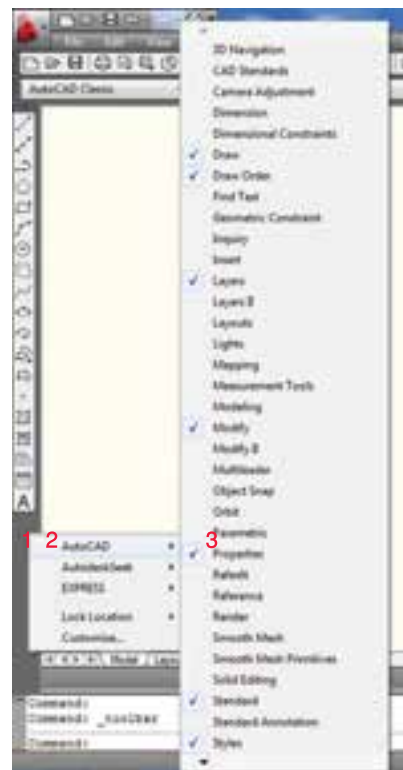 AutoCAD Classic
3D Navigation
CAD Standards
Camera Adjustment
Dimension
Dimensional Constraints
Draw
Draw Order
Find Text
Geometric Constraint
Inquiry
Insert
Layers
Layers II
Layouts
Lights
Mapping
Measurement Tools
Modeling
Modify
Modify II
Multileader
Object Snap
Orbit
Parametric
Properties
Refedit
Reference
Render
Smooth Mesh
Smooth Mesh Primitives
Solid Editing
Standard
Standard Annotation
Styles
A
1 2 3
AutoCAD
AutodeskSeek
EXPRESS
Lock Location
Customize...
Model
Command:
Command: _toolbar
Command: